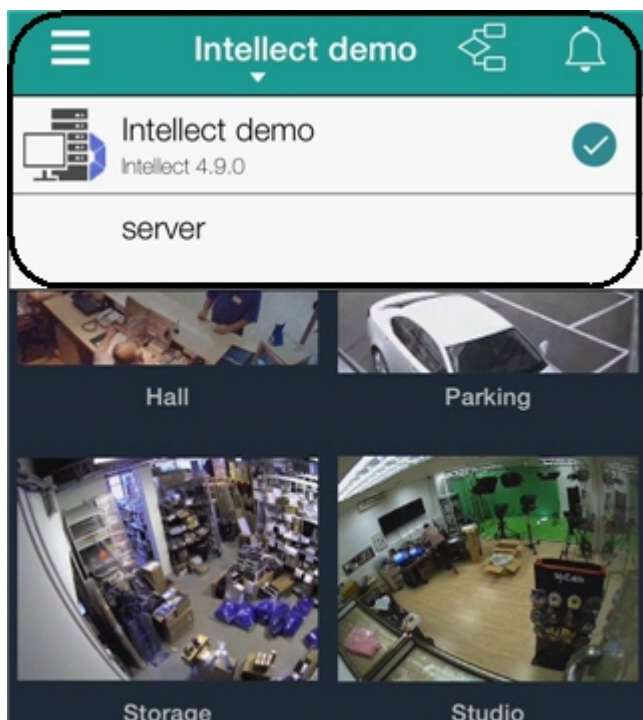 Intellect demo
Intellect demo
Intellect 4.9.0
server
Hall
Parking
Storage
Studio